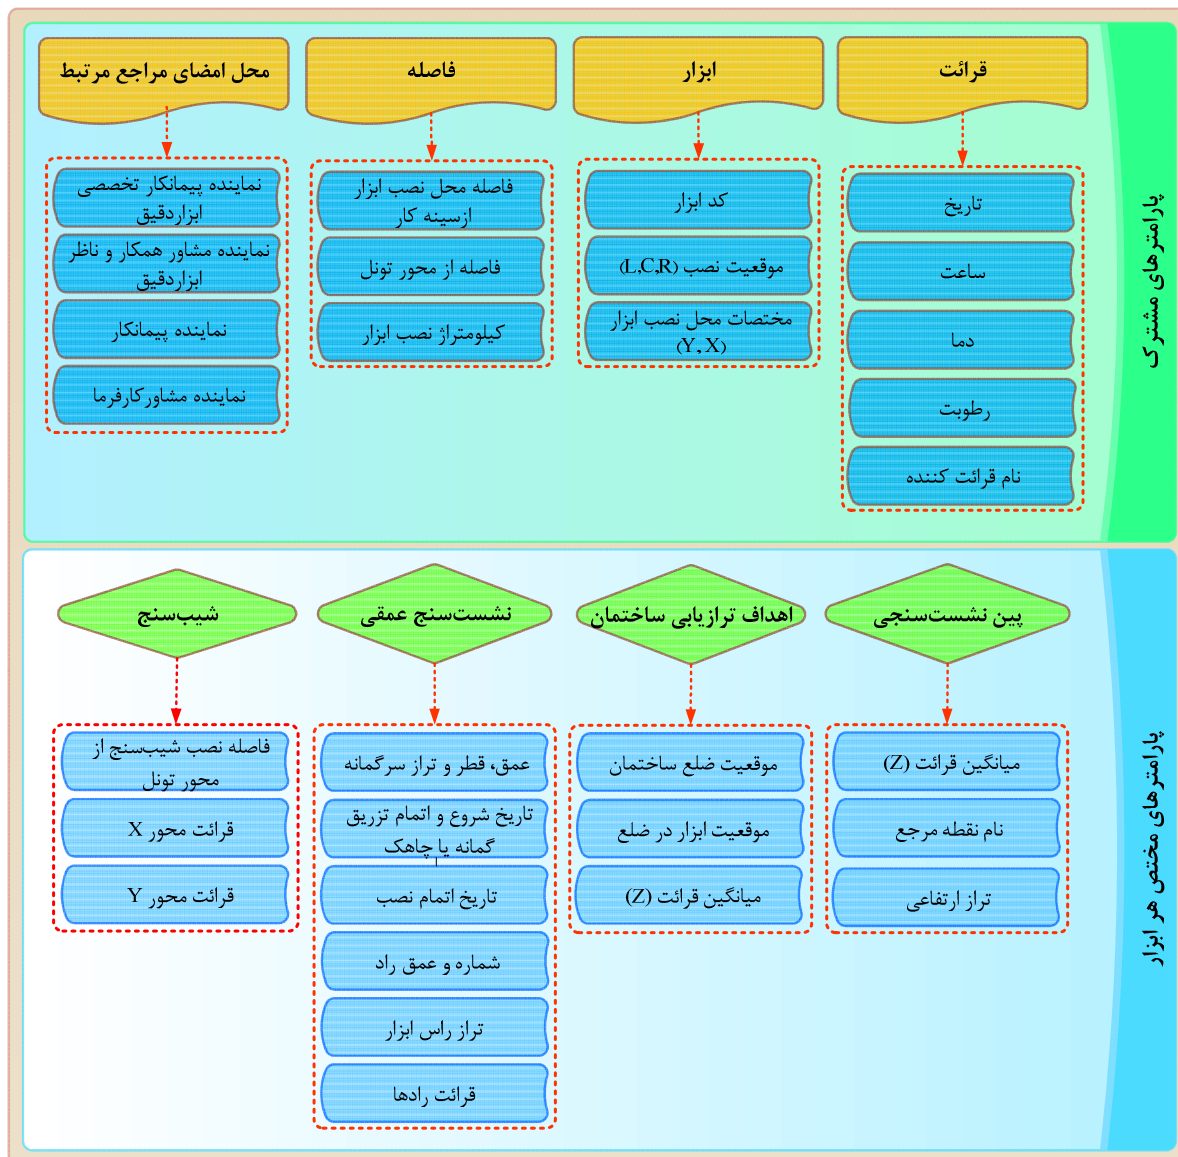 پارامترهای مشترک
قرائت
تاریخ
ساعت
دما
رطوبت
نام قرائت کننده
ابزار
کد ابزار
موقعیت نصب (L,C,R)
مختصات محل نصب ابزار
(Y, X)
فاصله
فاصله محل نصب ابزار
ازسینه کار
فاصله از محور تونل
کیلومتراژ نصب ابزار
محل امضای مراجع مرتبط
نماینده پیمانکار تخصصی
ابزاردقیق
نماینده مشاور همکار و ناظر
ابزاردقیق
نماینده پیمانکار
نماینده مشاورکارفرما
پارامترهای مختص هر ابزار
پین نشست‌سنجی
میانگین قرائت (Z)
نام نقطه مرجع
تراز ارتفاعی
اهداف ترازیابی ساختمان
موقعیت ضلع ساختمان
موقعیت ابزار در ضلع
میانگین قرائت (Z)
نشست‌سنج عمقی
عمق، قطر و تراز سرگمانه
تاریخ شروع و اتمام تزریق
گمانه یا چاهک
تاریخ اتمام نصب
شماره و عمق راد
تراز راس ابزار
قرائت رادها
شیب‌سنج
فاصله نصب شیب‌سنج از
محور تونل
قرائت محور X
قرائت محور Y